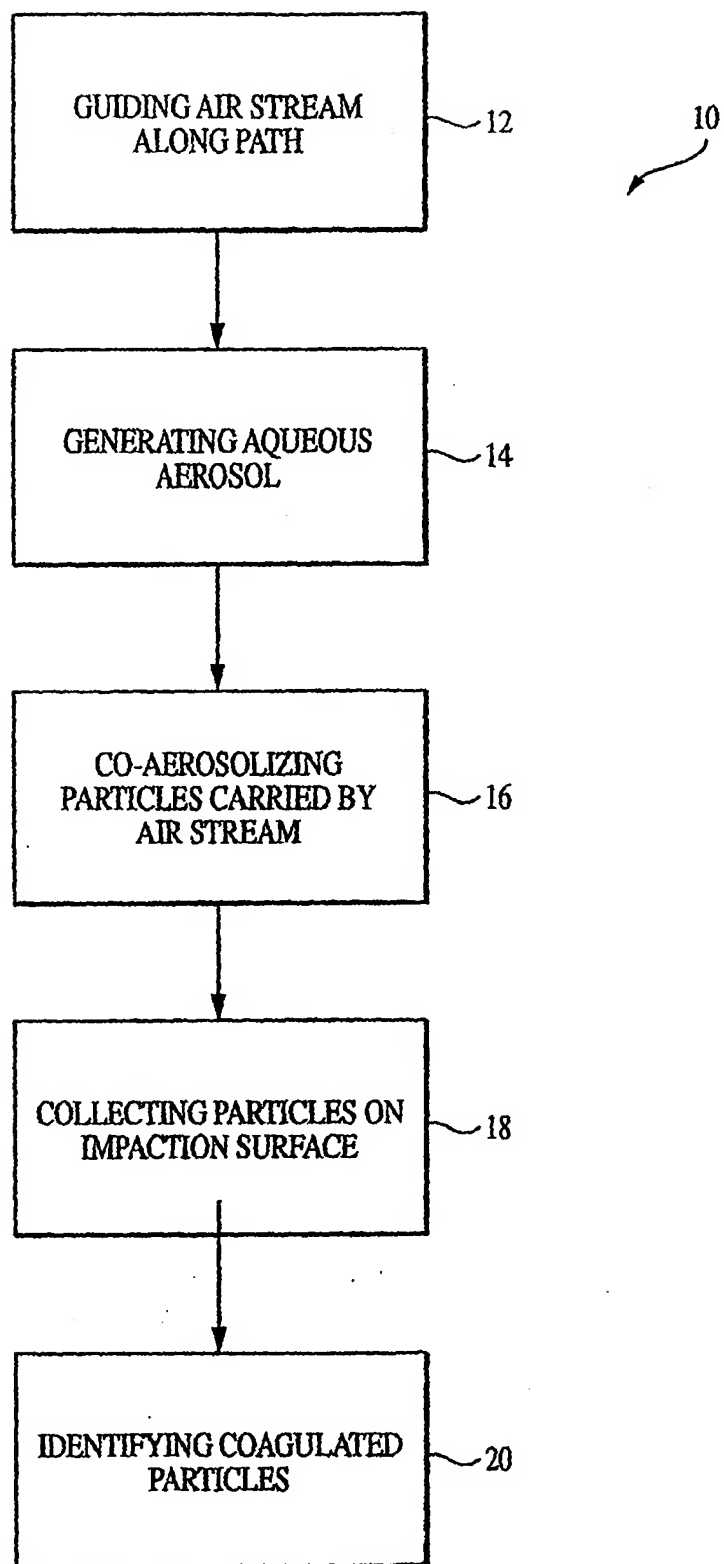 GUIDING AIR STREAM
ALONG PATH
12
10
GENERATING AQUEOUS
AEROSOL
14
CO-AEROSOLIZING
PARTICLES CARRIED BY
AIR STREAM
16
COLLECTING PARTICLES ON
IMPACTION SURFACE
18
IDENTIFYING COAGULATED
PARTICLES
20